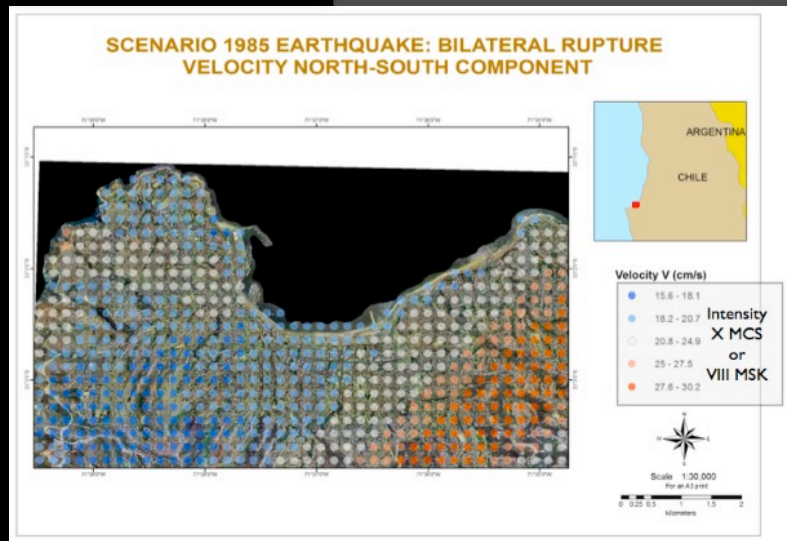 SCENARIO 1985 EARTHQUAKE: BILATERAL RUPTURE
VELOCITY NORTH-SOUTH COMPONENT
ARGENTINA
CHILE
Velocity V (cm/s)
15.6 - 18.1
18.2 - 20.7
20.8 - 24.9
25 - 27.5
27.6 - 30.2
Intensity
X MCS
or
VIII MSK
Scale 1:30,000
For an A3 print
0 0.25 0.5 1 1.5 2
kilometers